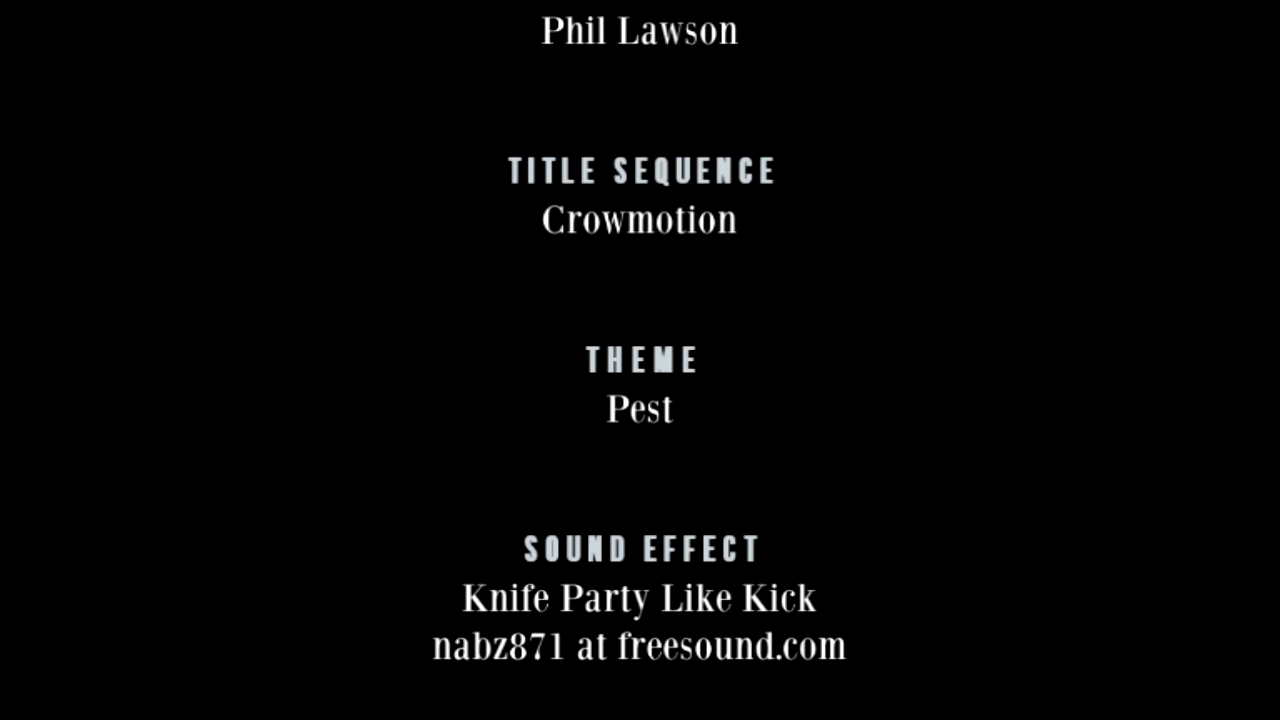 Phil Lawson
TITLE SEQUENCE
Crowmotion
THEME
Pest
SOUND EFFECT
Knife Party Like Kick
nabz871 at freesound.com